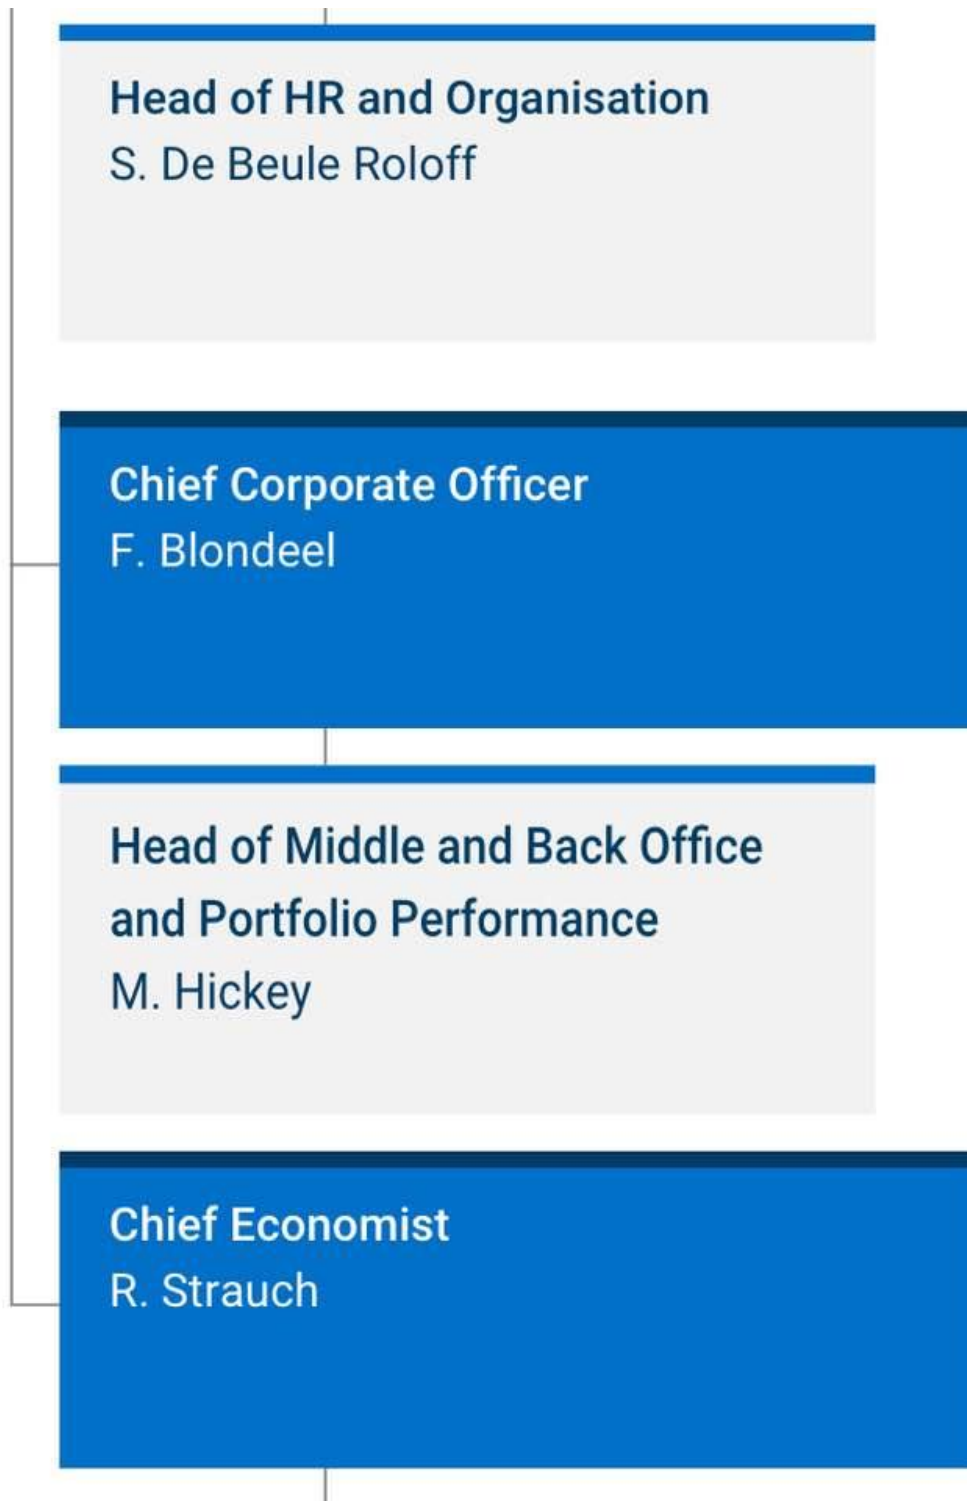 Head of HR and Organisation
S. De Beule Roloff
Chief Corporate Officer
F. Blondeel
Head of Middle and Back Office
and Portfolio Performance
M. Hickey
Chief Economist
R. Strauch